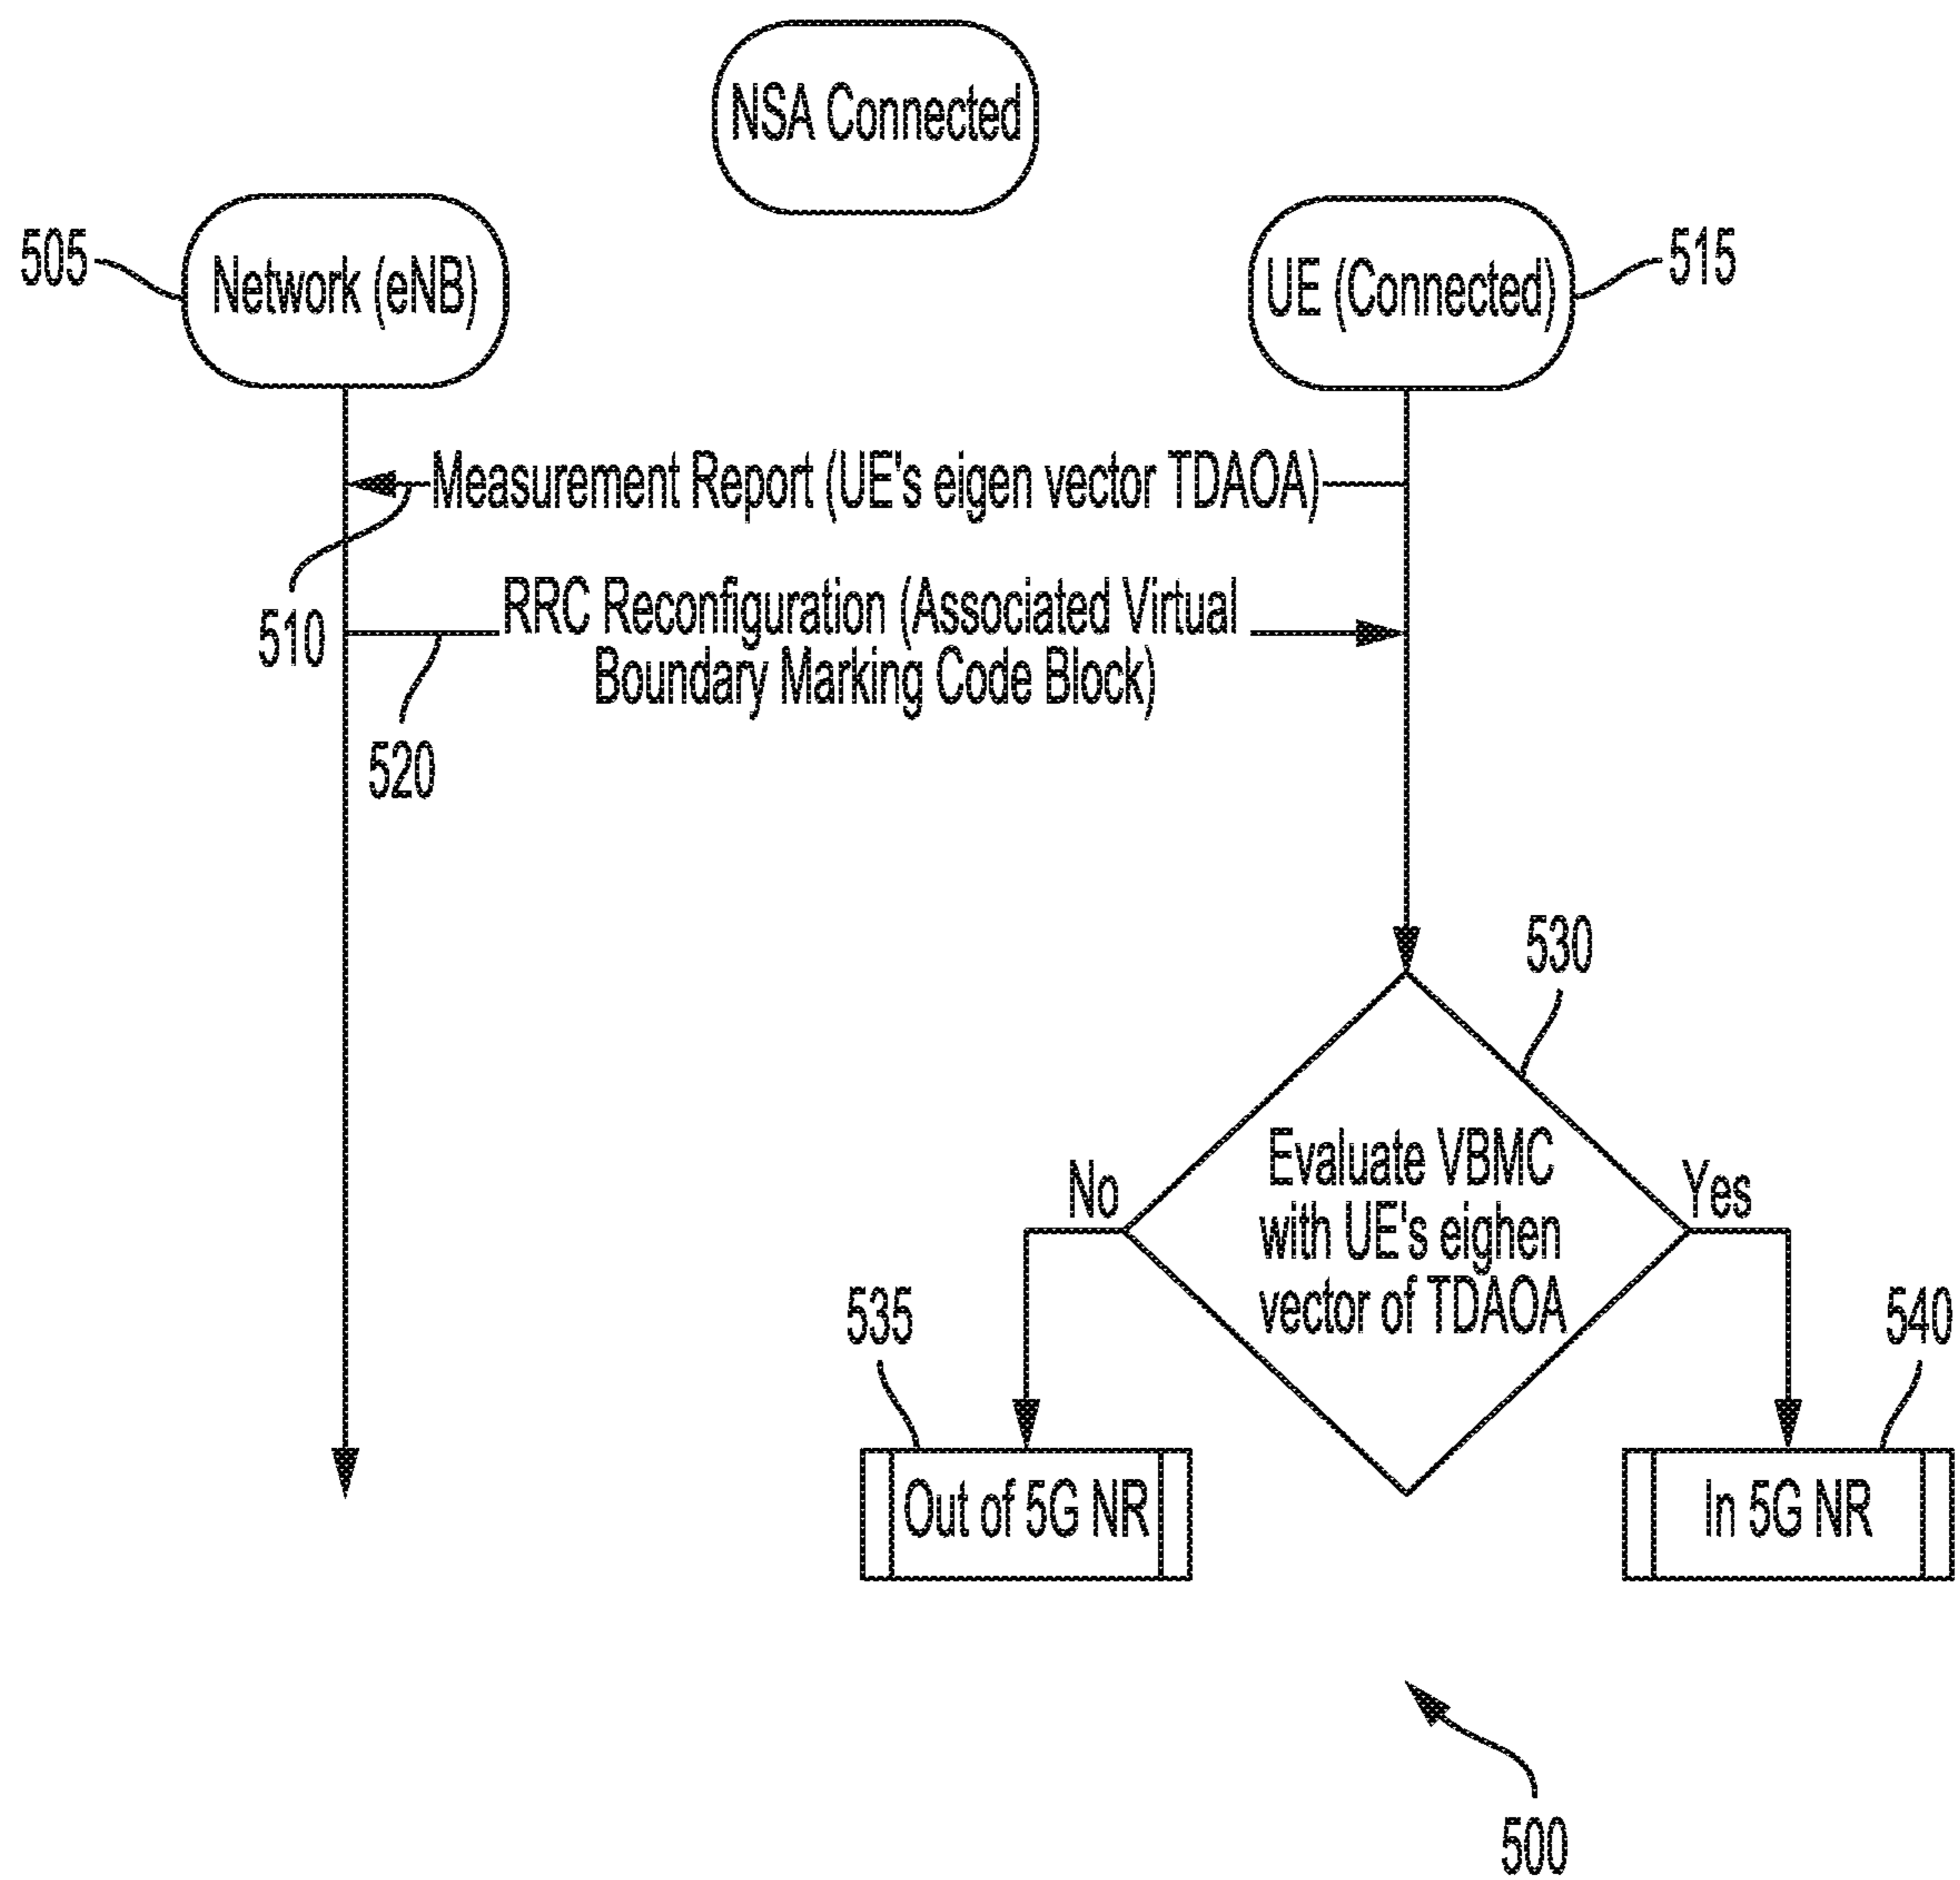 NSA Connected
505
Network (eNB)
UE (Connected)
515
Measurement Report (UE's eigen vector TDAOA)
510
RRC Reconfiguration (Associated Virtual
Boundary Marking Code Block)
520
530
Evaluate VBMC
with UE's eighen
vector of TDAOA
No
Yes
535
540
Out of 5G NR
In 5G NR
500